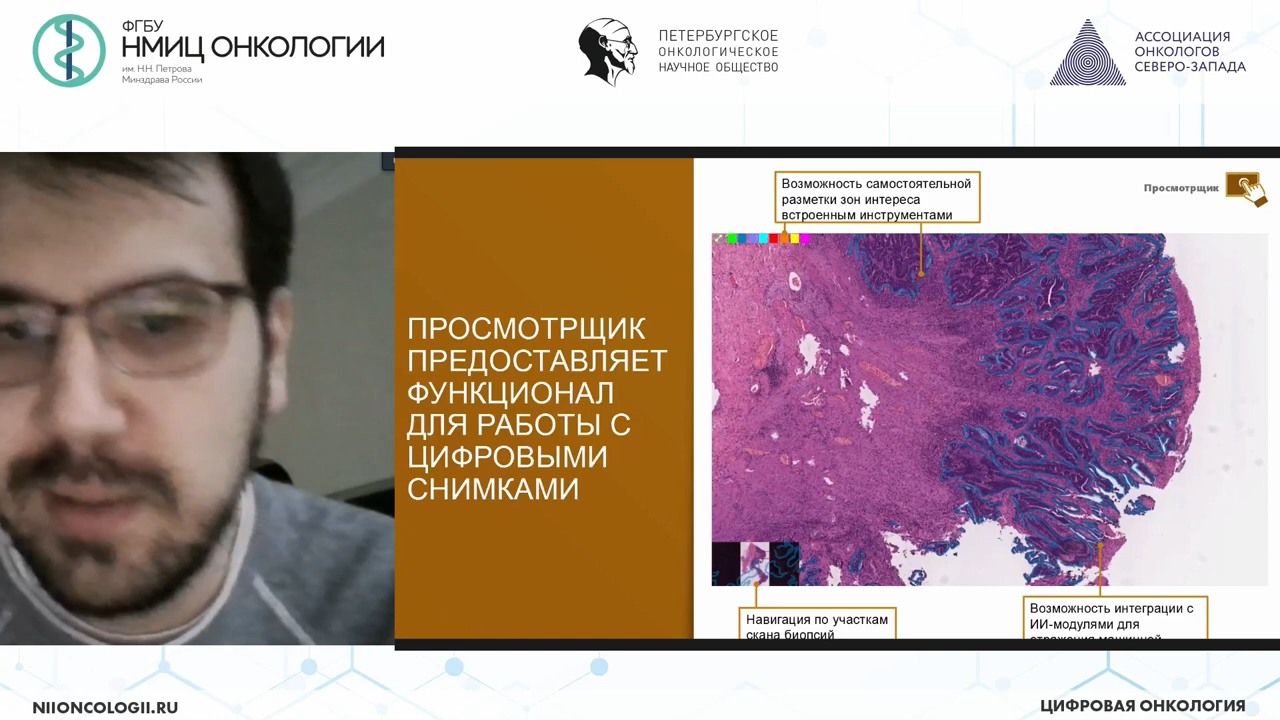 ФГБУ
НМИЦ ОНКОЛОГИИ
им. Н.Н. Петрова
Минздрава России
ПЕТЕРБУРГСКОЕ
ОНКОЛОГИЧЕСКОЕ
НАУЧНОЕ ОБЩЕСТВО
АССОЦИАЦИЯ
ОНКОЛОГОВ
СЕВЕРО-ЗАПАДА
ПРОСМОТРЩИК
ПРЕДОСТАВЛЯЕТ
ФУНКЦИОНАЛ
ДЛЯ РАБОТЫ С
ЦИФРОВЫМИ
СНИМКАМИ
Возможность самостоятельной
разметки зон интереса
встроенным инструментами
Просмотрщик
Навигация по участкам
скана биопсий
Возможность интеграции с
ИИ-модулями для
NIIONCOLOGII.RU
ЦИФРОВАЯ ОНКОЛОГИЯ